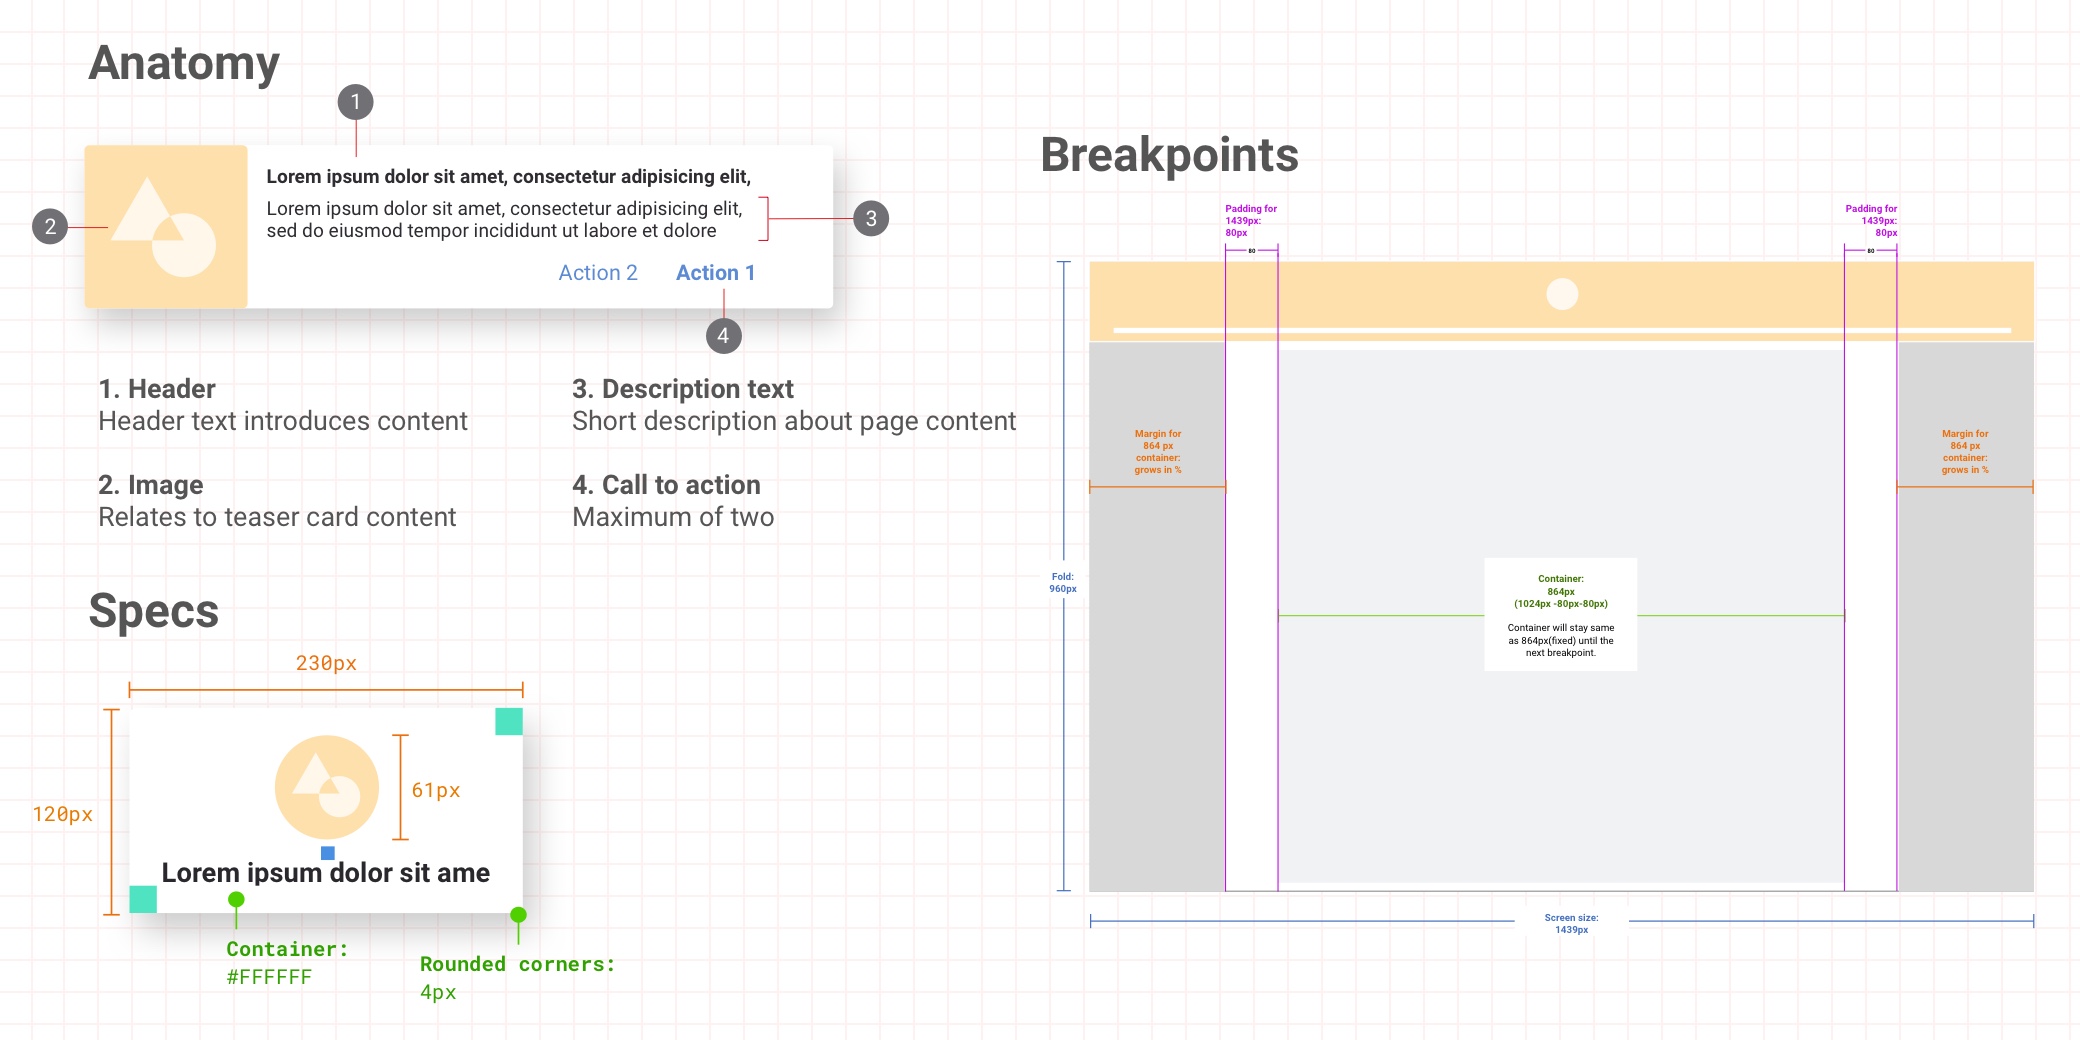 Anatomy
1
Lorem ipsum dolor sit amet, consectetur adipisicing elit,
Lorem ipsum dolor sit amet, consectetur adipisicing elit,
sed do eiusmod tempor incididunt ut labore et dolore
2
3
Action 2 Action 1
4
1. Header
Header text introduces content
2. Image
Relates to teaser card content
3. Description text
Short description about page content
4. Call to action
Maximum of two
Specs
230px
120px
61px
Lorem ipsum dolor sit ame
Container:
#FFFFFF
Rounded corners:
4px
Breakpoints
Padding for
1439px:
80px
80
Padding for
1439px:
80px
80
Margin for
864 px
container:
grows in %
Margin for
864 px
container:
grows in %
Fold:
960px
Container:
864px
(1024px -80px-80px)
Container will stay same
as 864px(fixed) until the
next breakpoint.
Screen size:
1439px